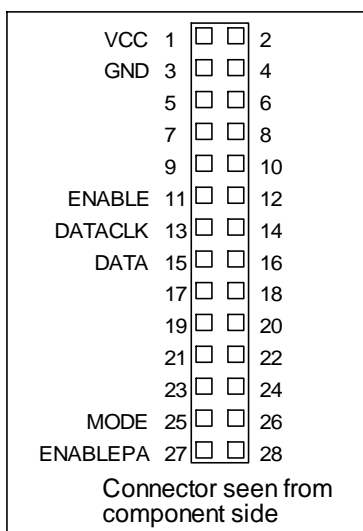 VCC 1 2
GND 3 4
5 6
7 8
9 10
ENABLE 11 12
DATACLK 13 14
DATA 15 16
17 18
19 20
21 22
23 24
MODE 25 26
ENABLEPA 27 28
Connector seen from
component side